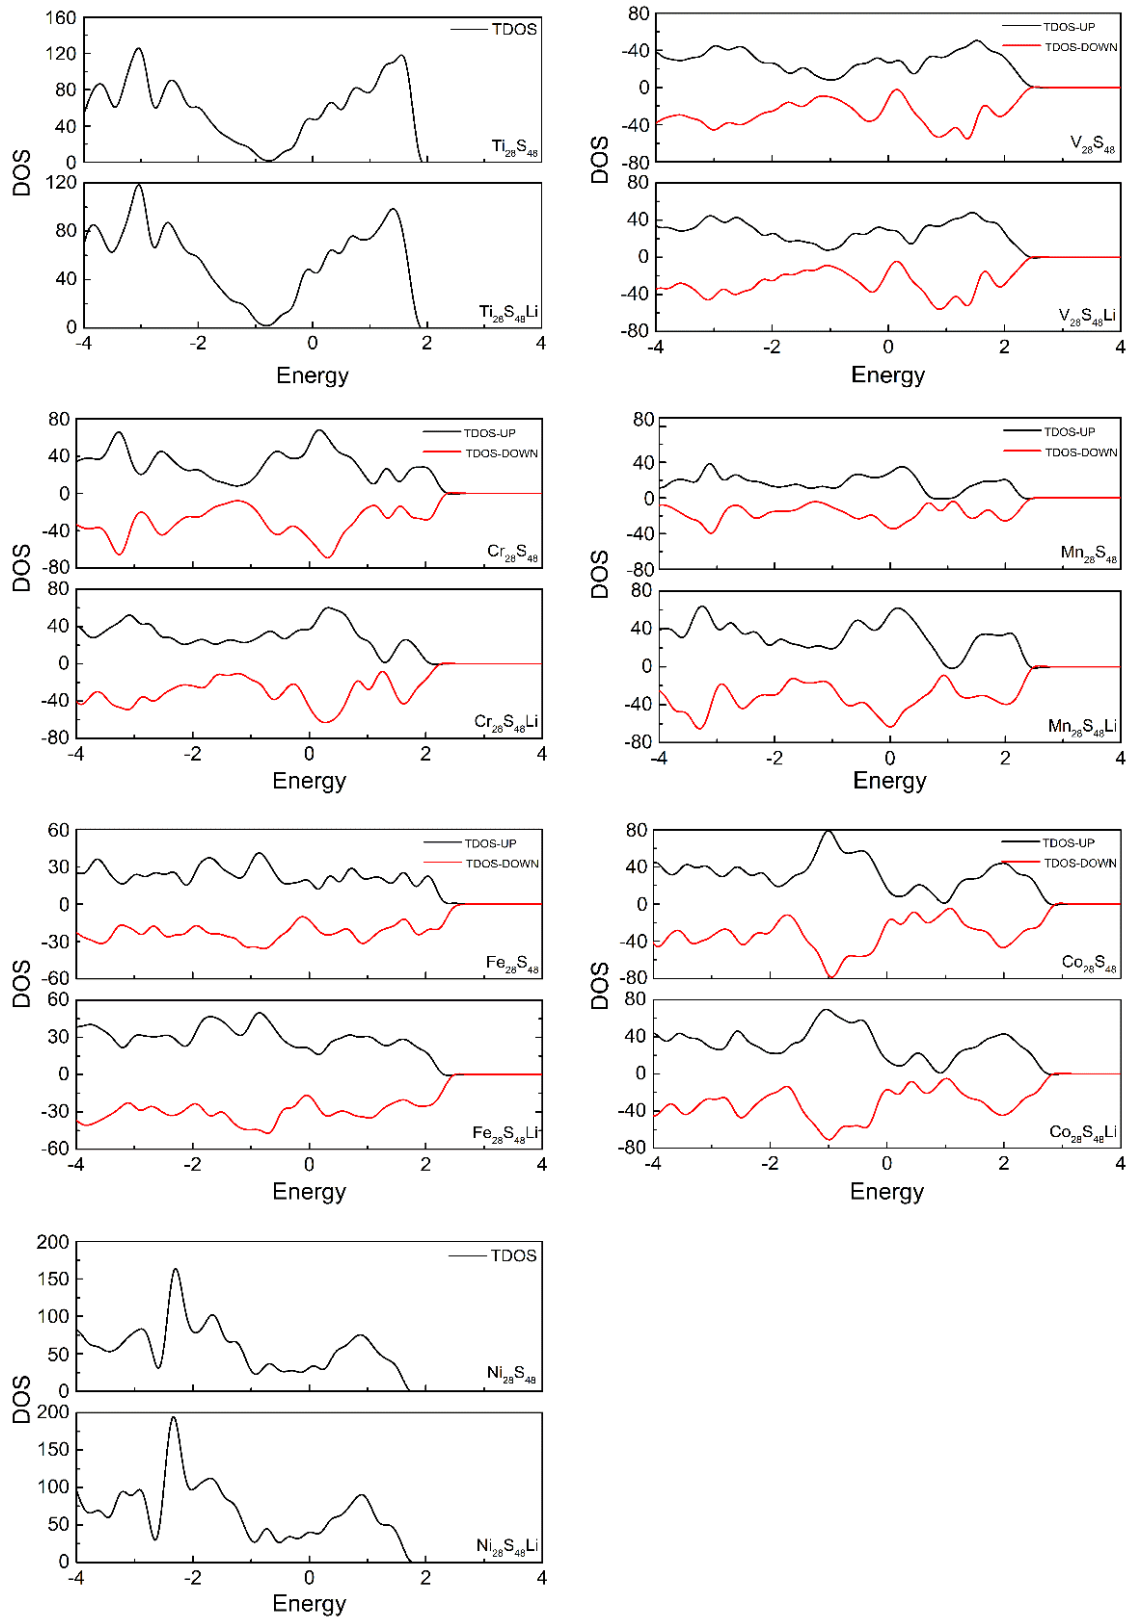 160
120
80
40
0
TDOS
Ti28S48
DOS
120
80
40
0
Ti28S48Li
-4 -2 0 2 4
Energy
-40
0
-40
-80
TDOS-UP
TDOS-DOWN
V28S48
DOS
80
40
0
-40
-80
V28S48Li
-4 -2 0 2 4
Energy
80
40
0
-40
-80
TDOS-UP
TDOS-DOWN
Cr28S48
DOS
80
40
0
-40
-80
Cr28S48Li
-4 -2 0 2 4
Energy
80
40
0
-40
-80
TDOS-UP
TDOS-DOWN
Mn28S48
DOS
80
40
0
-40
-80
Mn28S48Li
-4 -2 0 2 4
Energy
60
30
0
-30
-60
TDOS-UP
TDOS-DOWN
Fe28S48
DOS
60
30
0
-30
-60
Fe28S48Li
-4 -2 0 2 4
Energy
80
40
0
-40
-80
TDOS-UP
TDOS-DOWN
Co28S48
DOS
80
40
0
-40
-80
Co28S48Li
-4 -2 0 2 4
Energy
200
150
100
50
0
TDOS
Ni28S48
DOS
200
150
100
50
0
Ni28S48Li
-4 -2 0 2 4
Energy